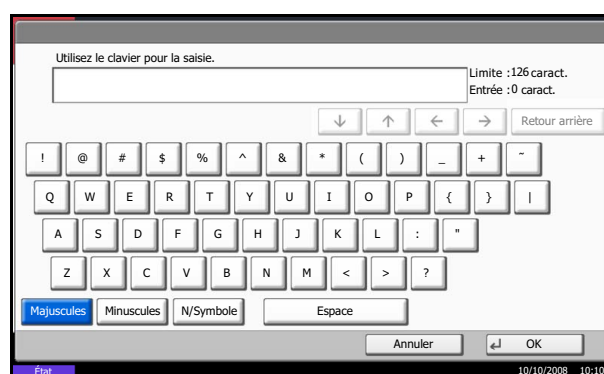 Utilisez le clavier pour la saisie.
Limite :126 caract.
Entrée :0 caract.
↓ ↑ ← → Retour arrière
! @ # $ % ^ & * ( ) _ + ~
Q W E R T Y U I O P { } |
A S D F G H J K L : "
Z X C V B N M < > ?
Majuscules Minuscules N/Symbole Espace
Annuler OK
État 10/10/2008 10:10